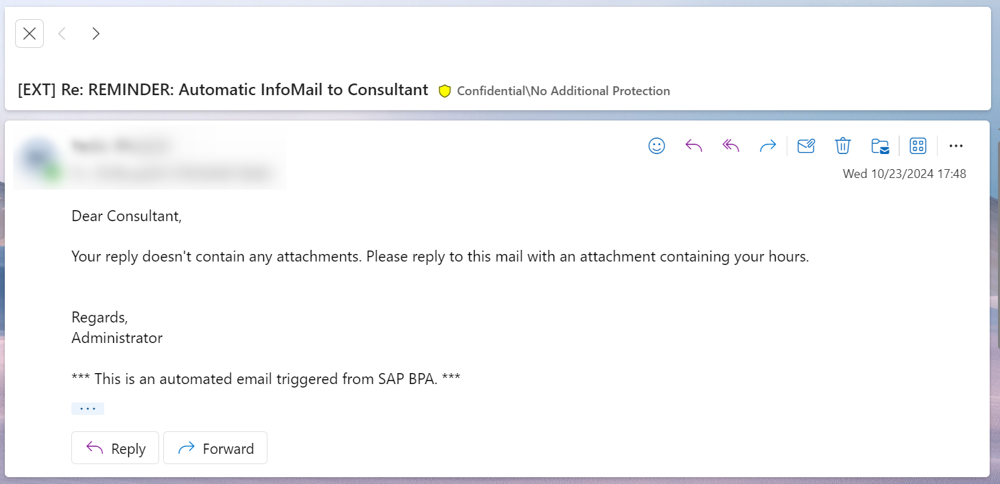 [EXT] Re: REMINDER: Automatic InfoMail to Consultant Confidential\No Additional Protection
Wed 10/23/2024 17:48
Dear Consultant,
Your reply doesn't contain any attachments. Please reply to this mail with an attachment containing your hours.
Regards,
Administrator
*** This is an automated email triggered from SAP BPA. ***
Reply Forward